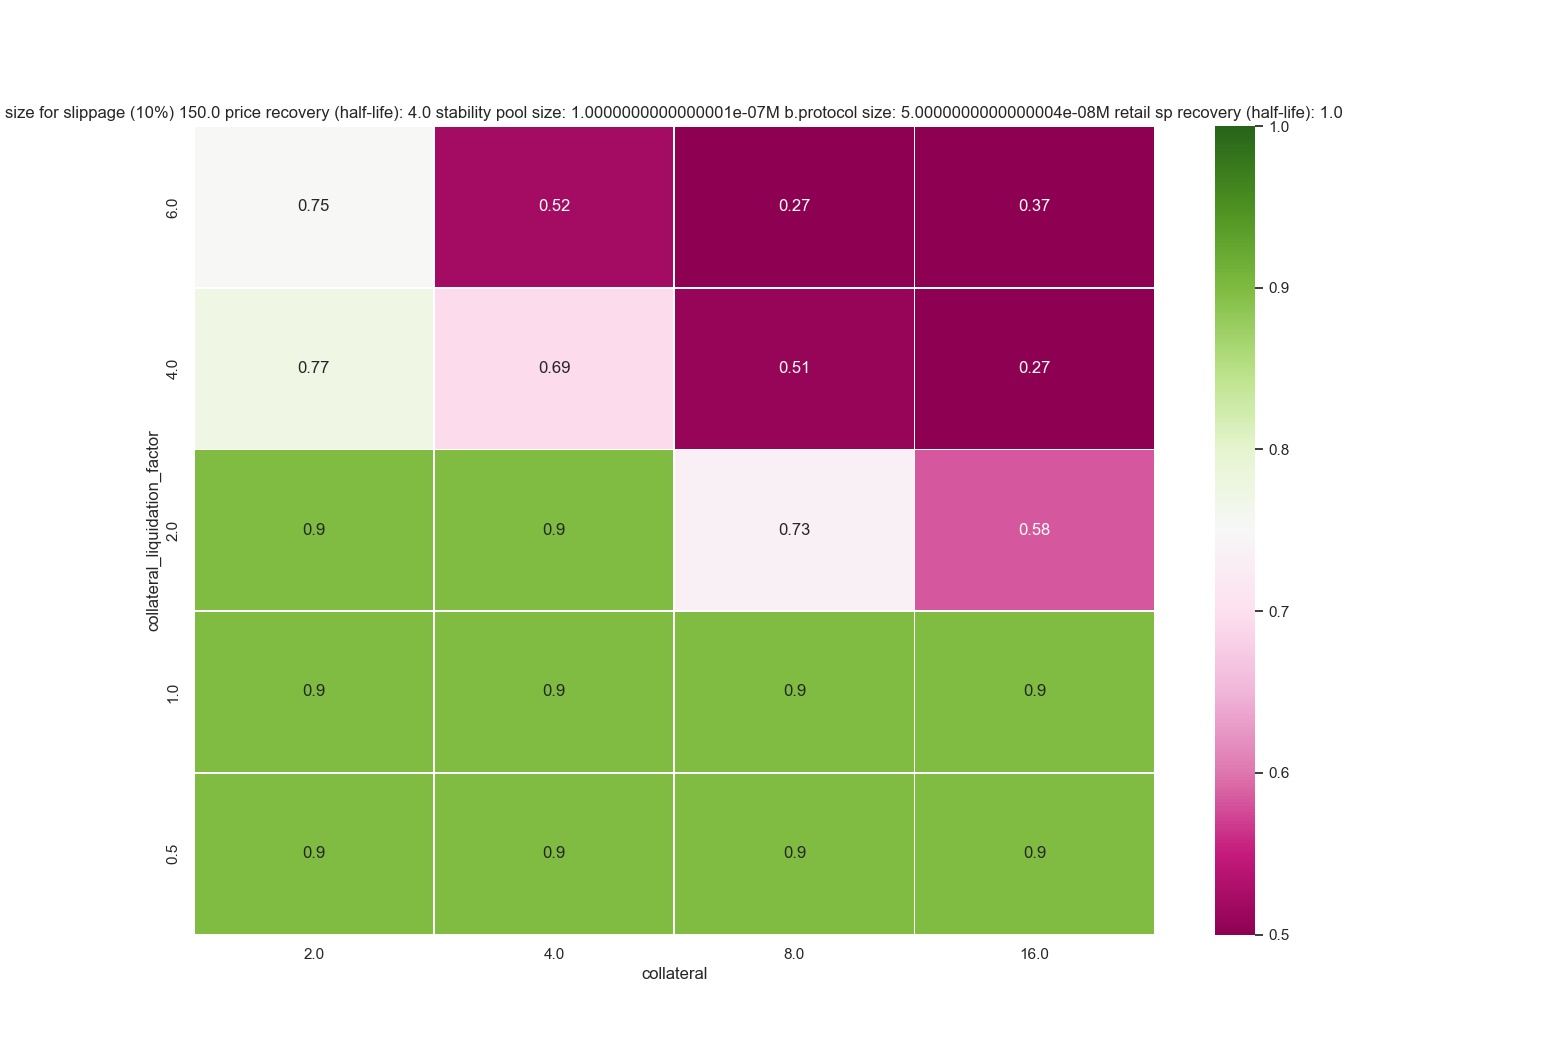 size for slippage (10%) 150.0 price recovery (half-life): 4.0 stability pool size: 1.0000000000000001e-07M b.protocol size: 5.0000000000000004e-08M retail sp recovery (half-life): 1.0
collateral_liquidation_factor
6.0 0.75 0.52 0.27 0.37
4.0 0.77 0.69 0.51 0.27
2.0 0.9 0.9 0.73 0.58
1.0 0.9 0.9 0.9 0.9
0.5 0.9 0.9 0.9 0.9
2.0 4.0 8.0 16.0
collateral
1.0
0.9
0.8
0.7
0.6
0.5